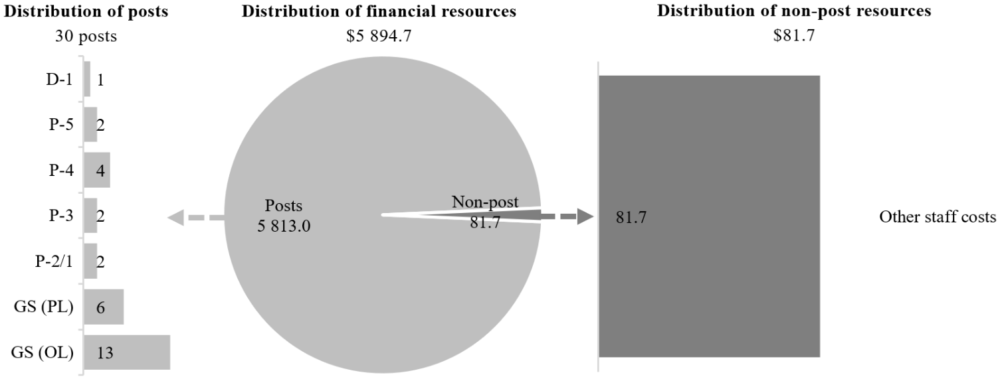 Distribution of posts
30 posts
D-1 1
P-5 2
P-4 4
P-3 2
P-2/1 2
GS (PL) 6
GS (OL) 13
Distribution of financial resources
$5 894.7
Posts
5 813.0
Non-post
81.7
Distribution of non-post resources
$81.7
81.7
Other staff costs